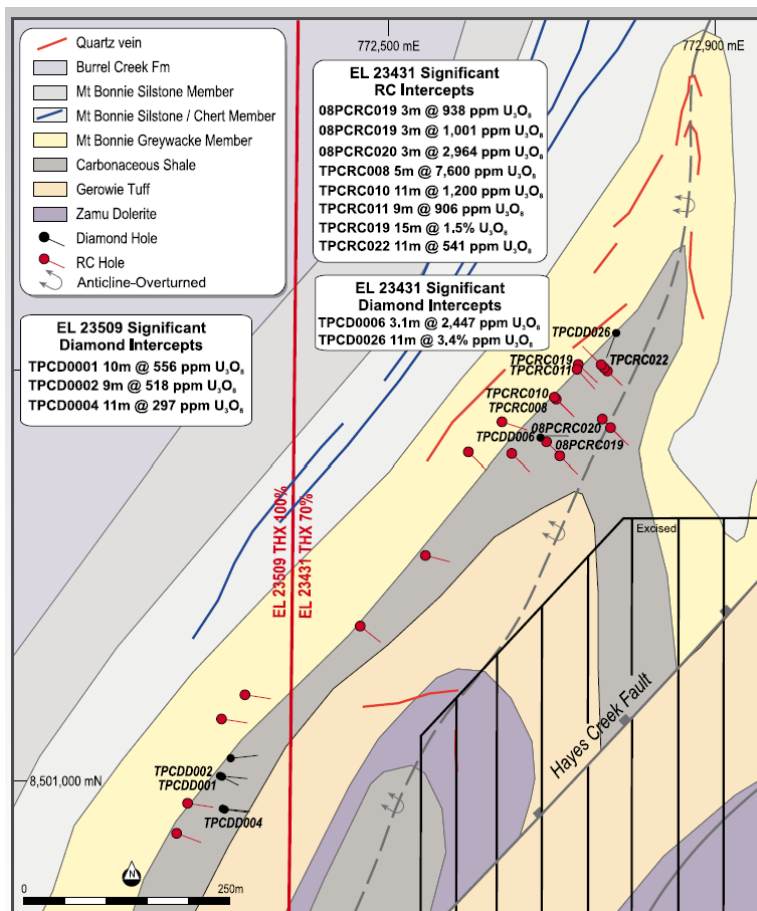 772,500 mE
772,900 mE
Quartz vein
Burrel Creek Fm
Mt Bonnie Silstone Member
Mt Bonnie Silstone / Chert Member
Mt Bonnie Greywacke Member
Carbonaceous Shale
Gerowie Tuff
Zamu Dolerite
Diamond Hole
RC Hole
Anticline-Overturned
EL 23431 Significant
RC Intercepts
08PCRC019 3m @ 938 ppm U₃O₈
08PCRC019 3m @ 1,001 ppm U₃O₈
08PCRC020 3m @ 2,964 ppm U₃O₈
TPCRC008 5m @ 7,600 ppm U₃O₈
TPCRC010 11m @ 1,200 ppm U₃O₈
TPCRC011 9m @ 906 ppm U₃O₈
TPCRC019 15m @ 1.5% U₃O₈
TPCRC022 11m @ 541 ppm U₃O₈
EL 23431 Significant
Diamond Intercepts
TPCD0006 3.1m @ 2,447 ppm U₃O₈
TPCD0026 11m @ 3,4% ppm U₃O₈
EL 23509 Significant
Diamond Intercepts
TPCD0001 10m @ 556 ppm U₃O₈
TPCD0002 9m @ 518 ppm U₃O₈
TPCD0004 11m @ 297 ppm U₃O₈
TPCDD026
TPCRC019
TPCRC011
TPCRC022
TPCRC010
TPCRC008
08PCRC020
TPCDD006
08PCRC019
EL 23509 THX 100%
EL 23431 THX 70%
Excised
Hayes Creek Fault
8,501,000 mN
TPCDD002
TPCDD001
TPCDD004
N
0
250m